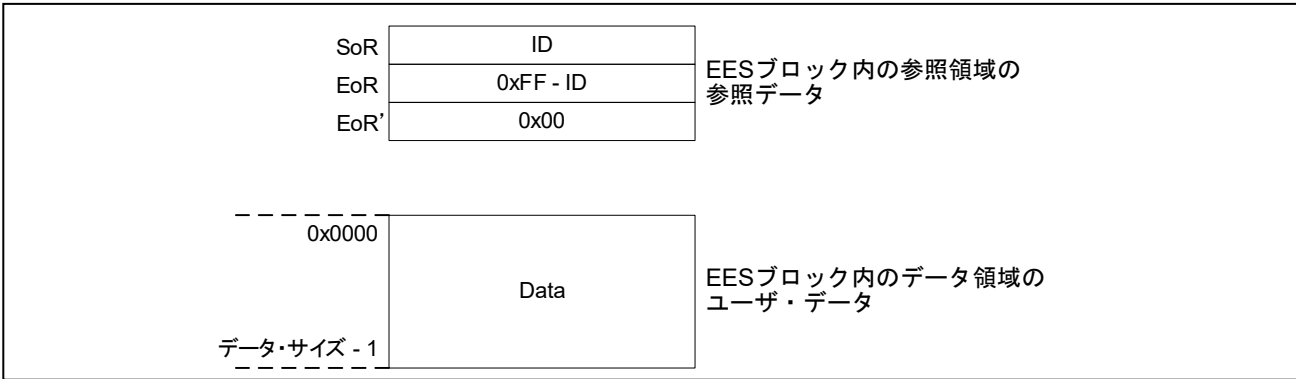 SoR ID
EoR 0xFF - ID
EoR’ 0x00
EESブロック内の参照領域の
参照データ
0x0000
Data
EESブロック内のデータ領域の
ユーザ・データ
データ・サイズ - 1